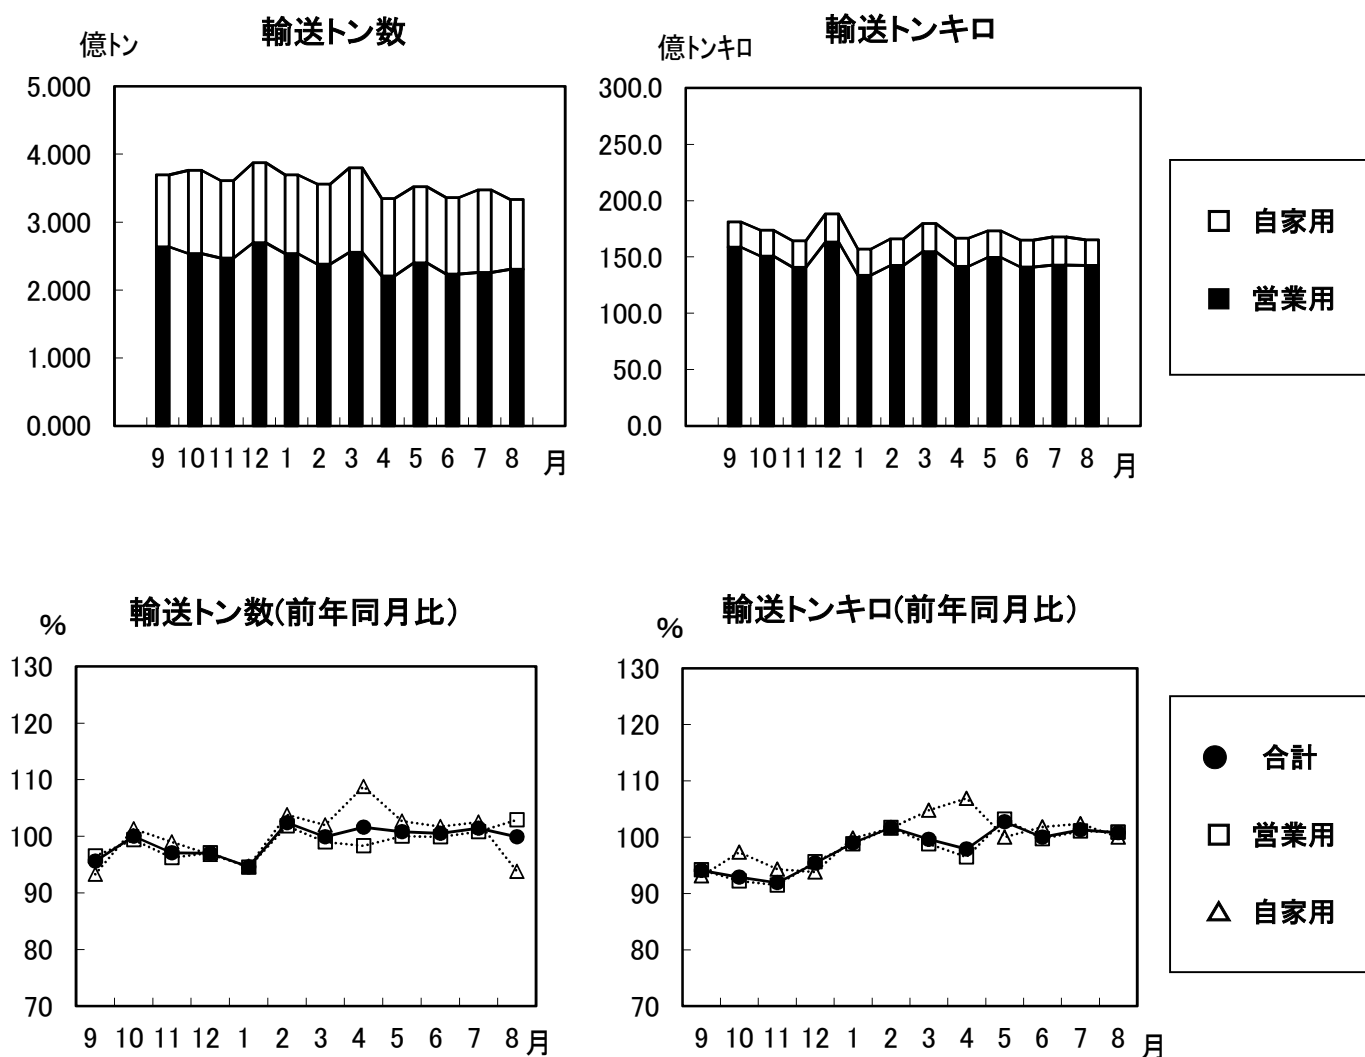 輸送トン数
億トン
5.000
4.000
3.000
2.000
1.000
0.000
9 10 11 12 1 2 3 4 5 6 7 8 月
輸送トンキロ
億トンキロ
300.0
250.0
200.0
150.0
100.0
50.0
0.0
9 10 11 12 1 2 3 4 5 6 7 8 月
自家用
営業用
輸送トン数(前年同月比)
%
130
120
110
100
90
80
70
9 10 11 12 1 2 3 4 5 6 7 8 月
輸送トンキロ(前年同月比)
%
130
120
110
100
90
80
70
9 10 11 12 1 2 3 4 5 6 7 8 月
合計
営業用
自家用